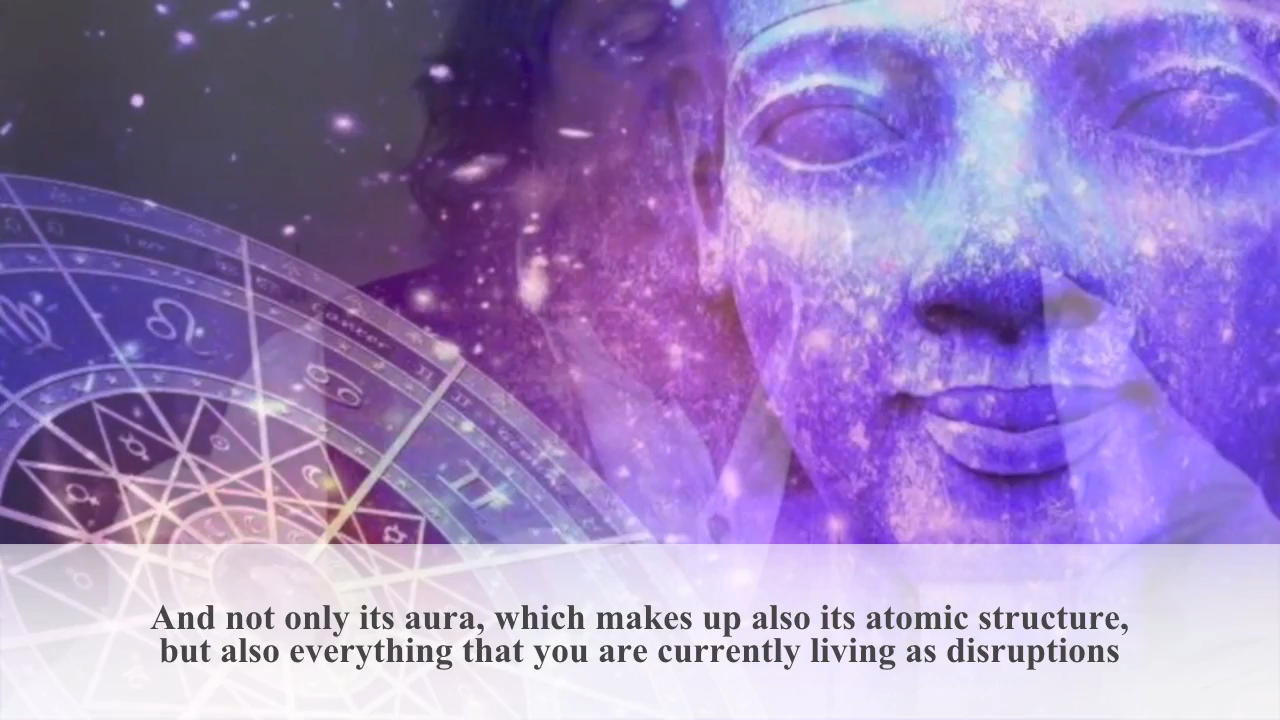 Cancer
And not only its aura, which makes up also its atomic structure,
but also everything that you are currently living as disruptions